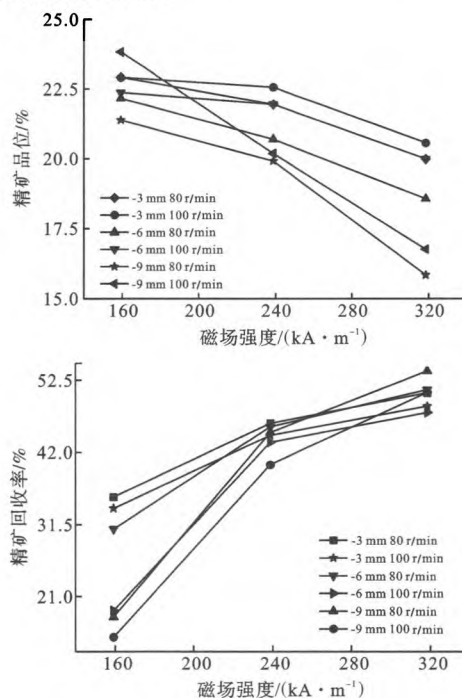 25.0
22.5
20.0
17.5
15.0
精矿品位/%
-3 mm 80 r/min
-3 mm 100 r/min
-6 mm 80 r/min
-6 mm 100 r/min
-9 mm 80 r/min
-9 mm 100 r/min
160 200 240 280 320
磁场强度/(kA · m⁻¹)
52.5
42.0
31.5
21.0
精矿回收率/%
-3 mm 80 r/min
-3 mm 100 r/min
-6 mm 80 r/min
-6 mm 100 r/min
-9 mm 80 r/min
-9 mm 100 r/min
160 200 240 280 320
磁场强度/(kA · m⁻¹)